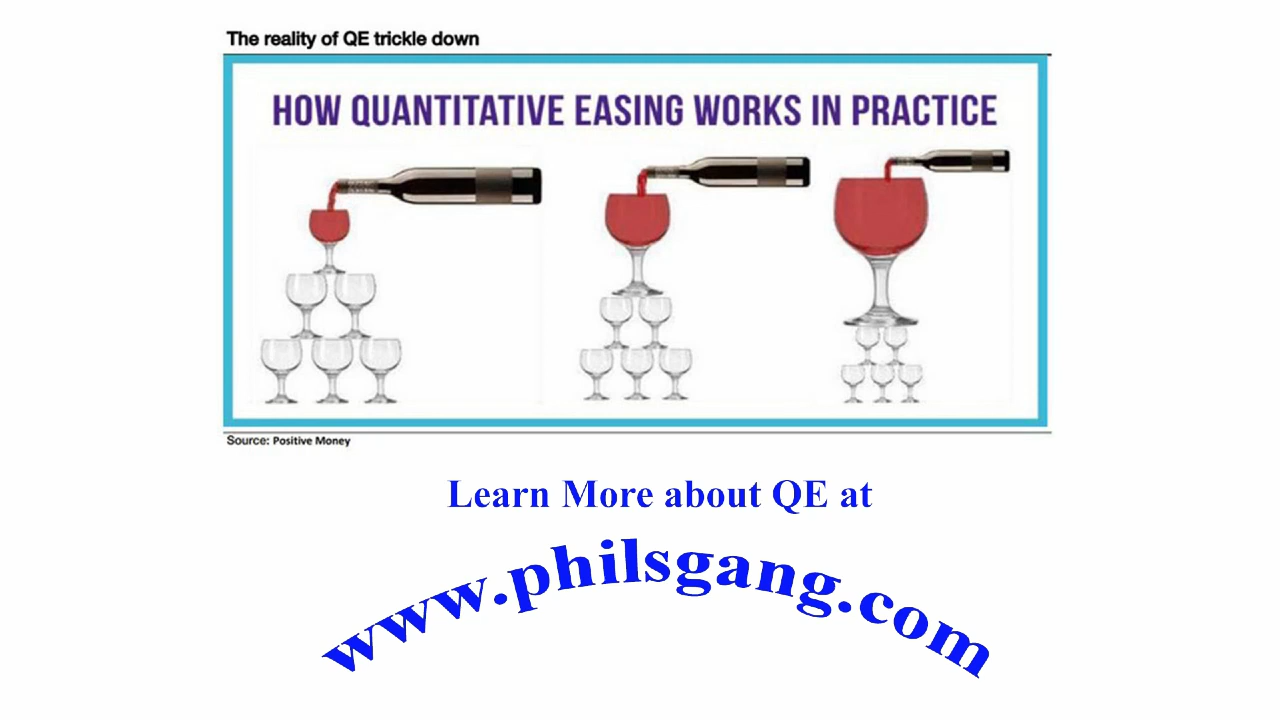 The reality of QE trickle down
HOW QUANTITATIVE EASING WORKS IN PRACTICE
Source: Positive Money
Learn More about QE at
www.philsgang.com